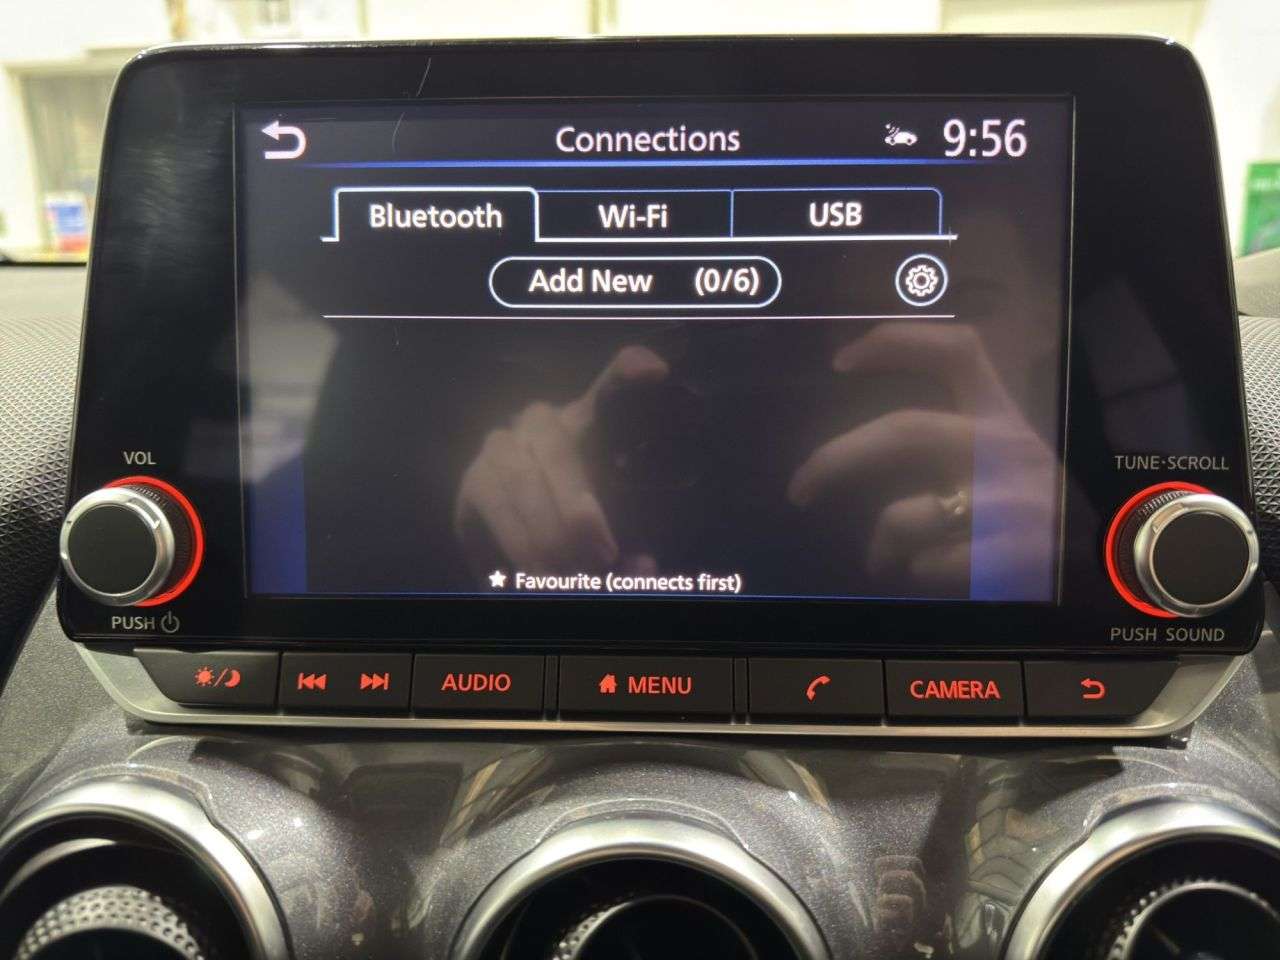 Connections
9:56
Bluetooth
Wi-Fi
USB
Add New (0/6)
Favourite (connects first)
VOL
PUSH
TUNE·SCROLL
PUSH SOUND
AUDIO
MENU
CAMERA